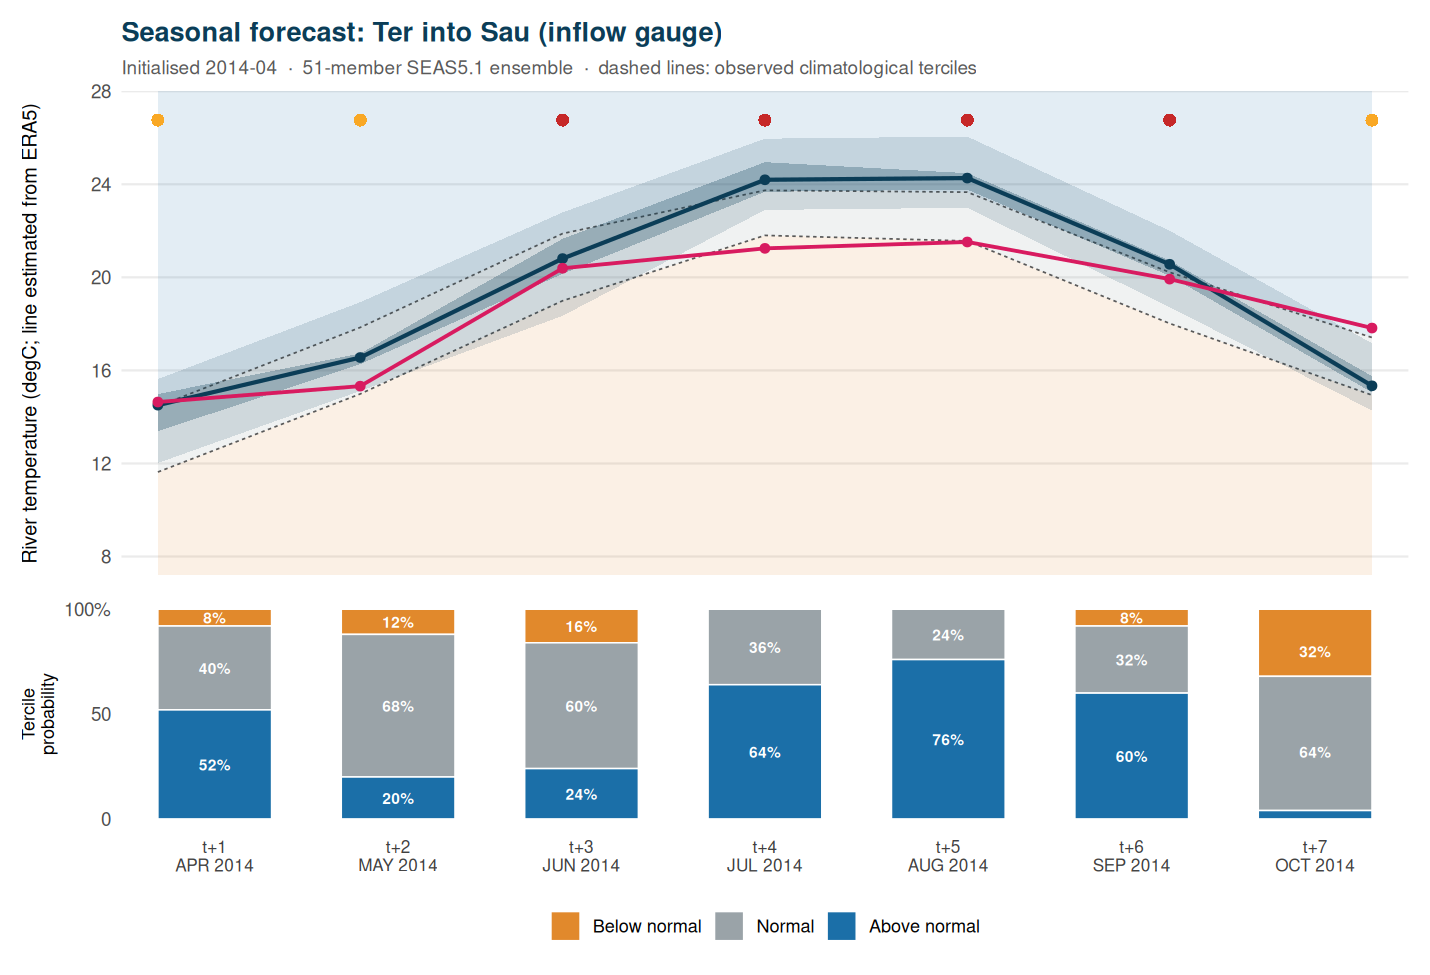 Seasonal forecast: Ter into Sau (inflow gauge)
Initialised 2014-04 · 51-member SEAS5.1 ensemble · dashed lines: observed climatological terciles
River temperature (degC; line estimated from ERA5)
28
24
20
16
12
8
Tercile
probability
100%
50
0
8% 12% 16% 36% 24% 8% 32%
40% 68% 60% 64% 76% 32% 64%
52% 20% 24% 60%
t+1 t+2 t+3 t+4 t+5 t+6 t+7
APR 2014 MAY 2014 JUN 2014 JUL 2014 AUG 2014 SEP 2014 OCT 2014
Below normal Normal Above normal